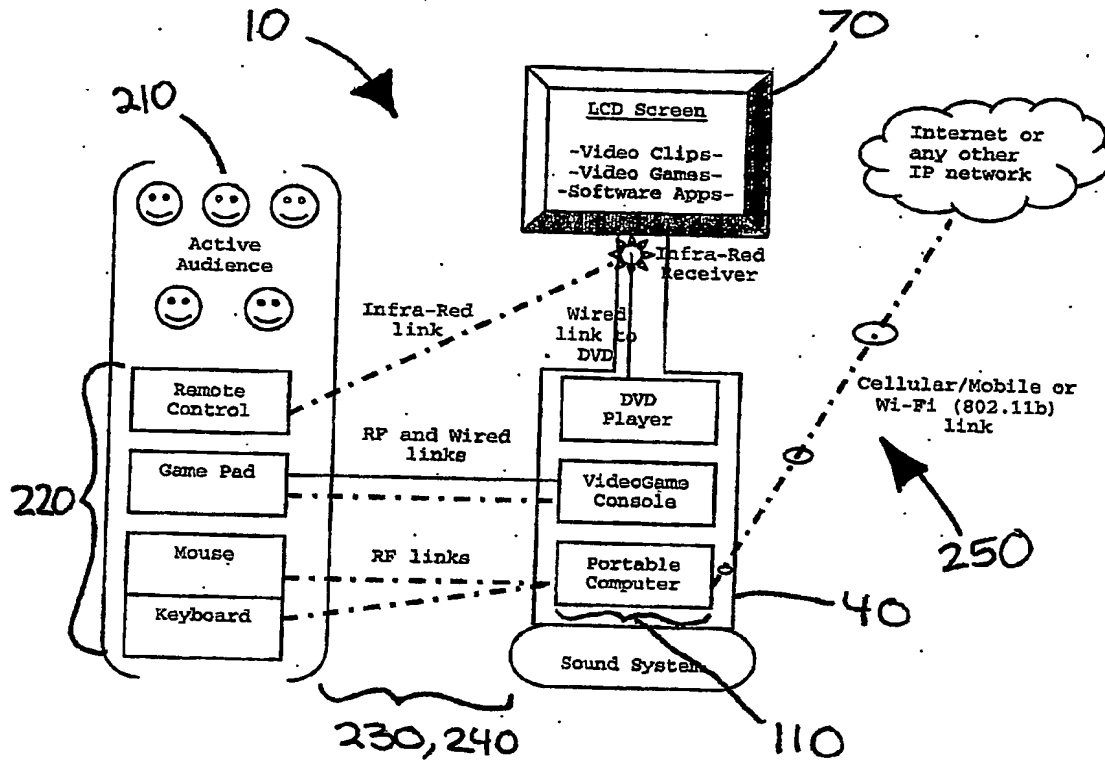 10
70
210
LCD Screen
-Video Clips-
-Video Games-
-Software Apps-
Internet or
any other
IP network
Active
Audience
Infra-Red
Receiver
Infra-Red
link
Wired
link to
DVD
Remote
Control
DVD
Player
Cellular/Mobile or
Wi-Fi (802.11b)
link
RF and Wired
links
Game Pad
VideoGame
Console
220
RF links
Mouse
Portable
Computer
250
Keyboard
40
Sound System
230, 240
110